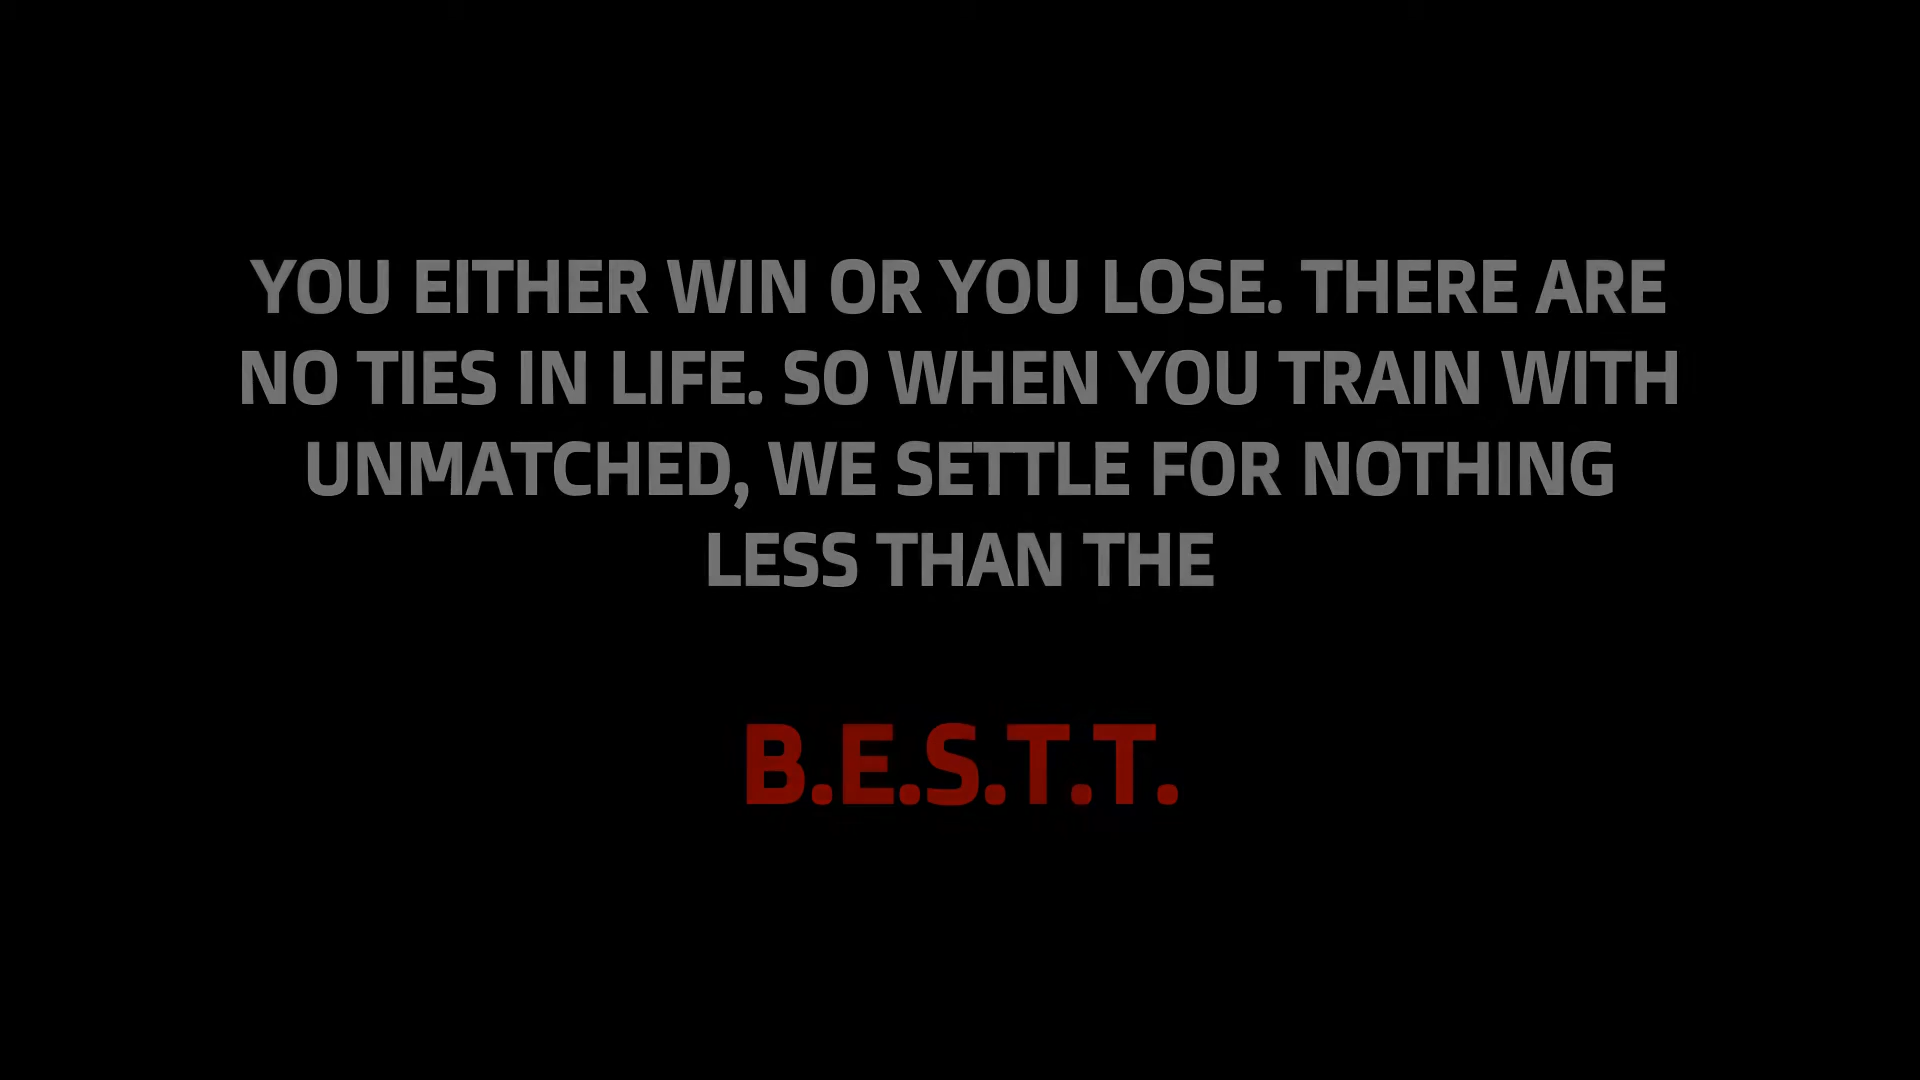 YOU EITHER WIN OR YOU LOSE. THERE ARE
NO TIES IN LIFE. SO WHEN YOU TRAIN WITH
UNMATCHED, WE SETTLE FOR NOTHING
LESS THAN THE
B.E.S.T.T.